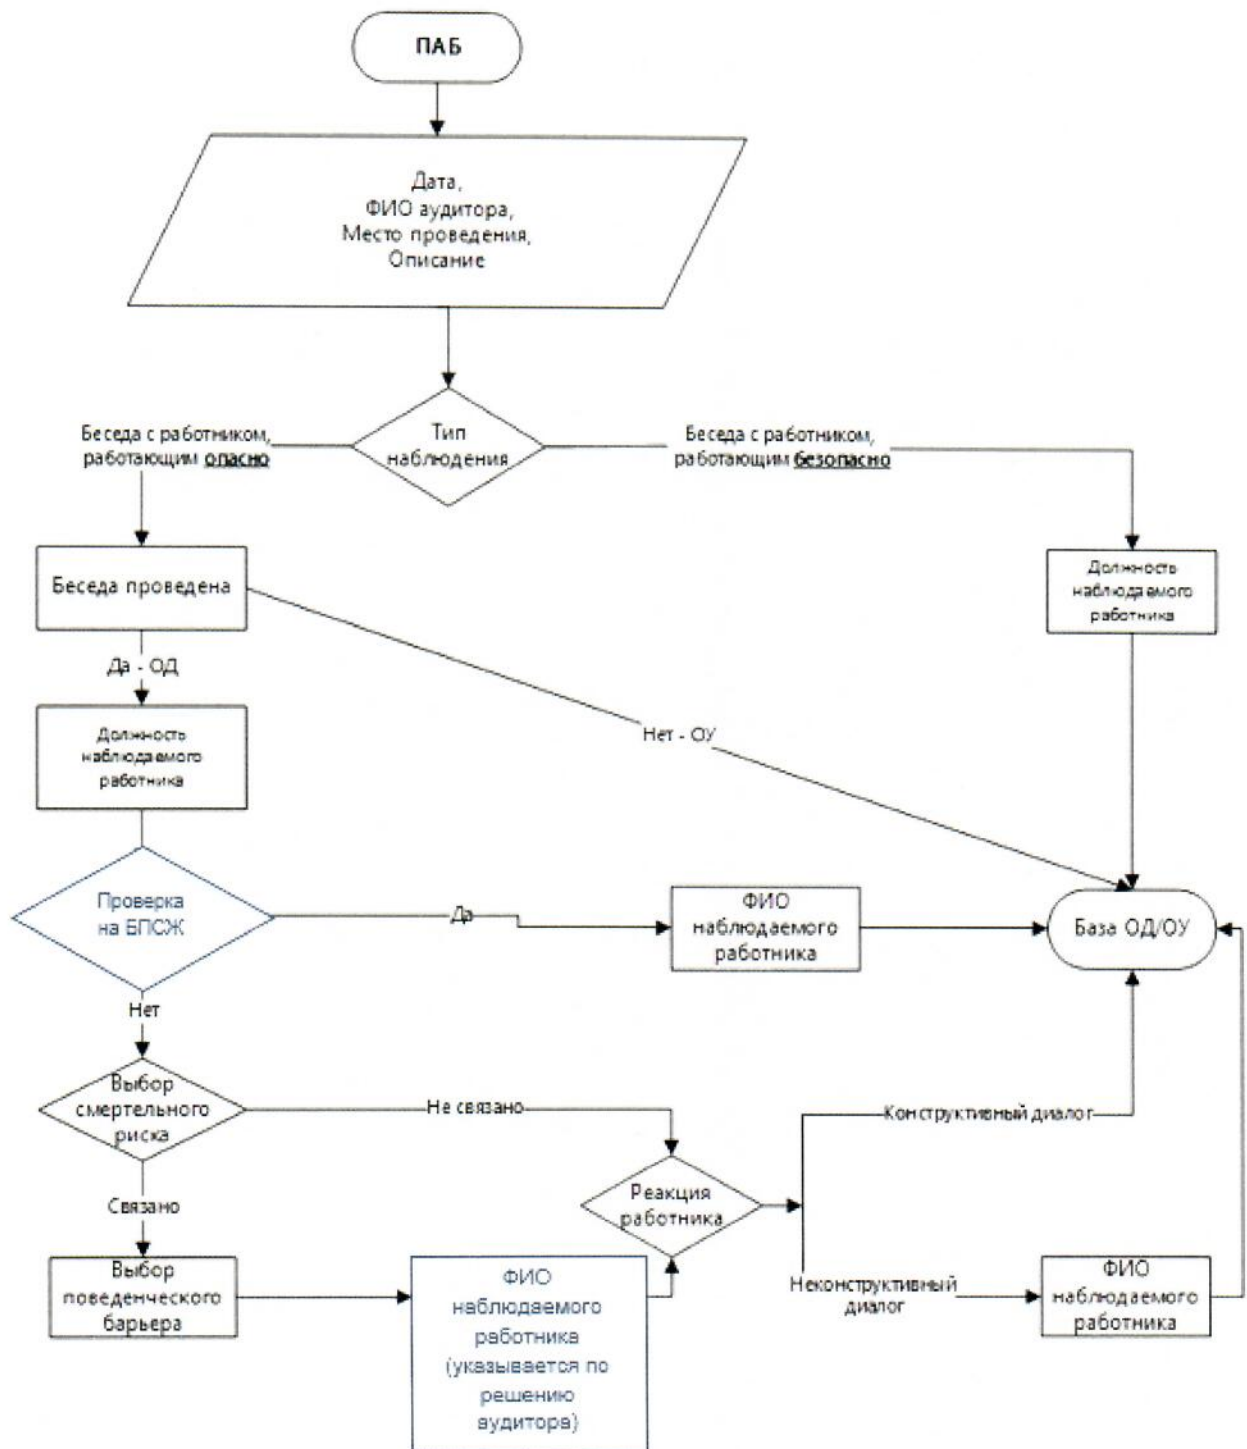 ПАБ
Дата,
ФИО аудитора,
Место проведения,
Описание
Тип
наблюдения
Беседа с работником,
работающим опасно
Беседа с работником,
работающим безопасно
Беседа проведена
Должность
наблюдаемого
работника
Да - ОД
Должность
наблюдаемого
работника
Нет - ОУ
Проверка
на БПСЖ
Да
ФИО
наблюдаемого
работника
База ОД/ОУ
Нет
Выбор
смертельного
риска
Не связано
Конструктивный диалог
Связано
Реакция
работника
Выбор
поведенческого
барьера
ФИО
наблюдаемого
работника
(указывается по
решению
аудитора)
Неконструктивный
диалог
ФИО
наблюдаемого
работника